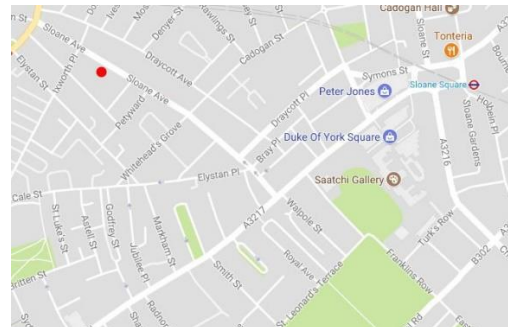 Cadogan Hall
Sloane Ave
Denyer St
Rawlings St
Cadogan St
Sloane St
Tonteria
Elystan St
Ixworth Pl
Draycott Ave
Symons St
Sloane Square
Sloane Ave
Peter Jones
Petyward
Draycott Pl
Holbein Pl
Sloane Gardens
Whitehead's Grove
Bray Pl
Duke Of York Square
A3216
Elystan Pl
Saatchi Gallery
Cale St
St Luke's St
Astell St
Godfrey St
Markham St
Jubilee Pl
A3217
Walpole St
Turk's Row
Smith St
Royal Ave
Franklins Row
B302
St. Leonard's Terrace